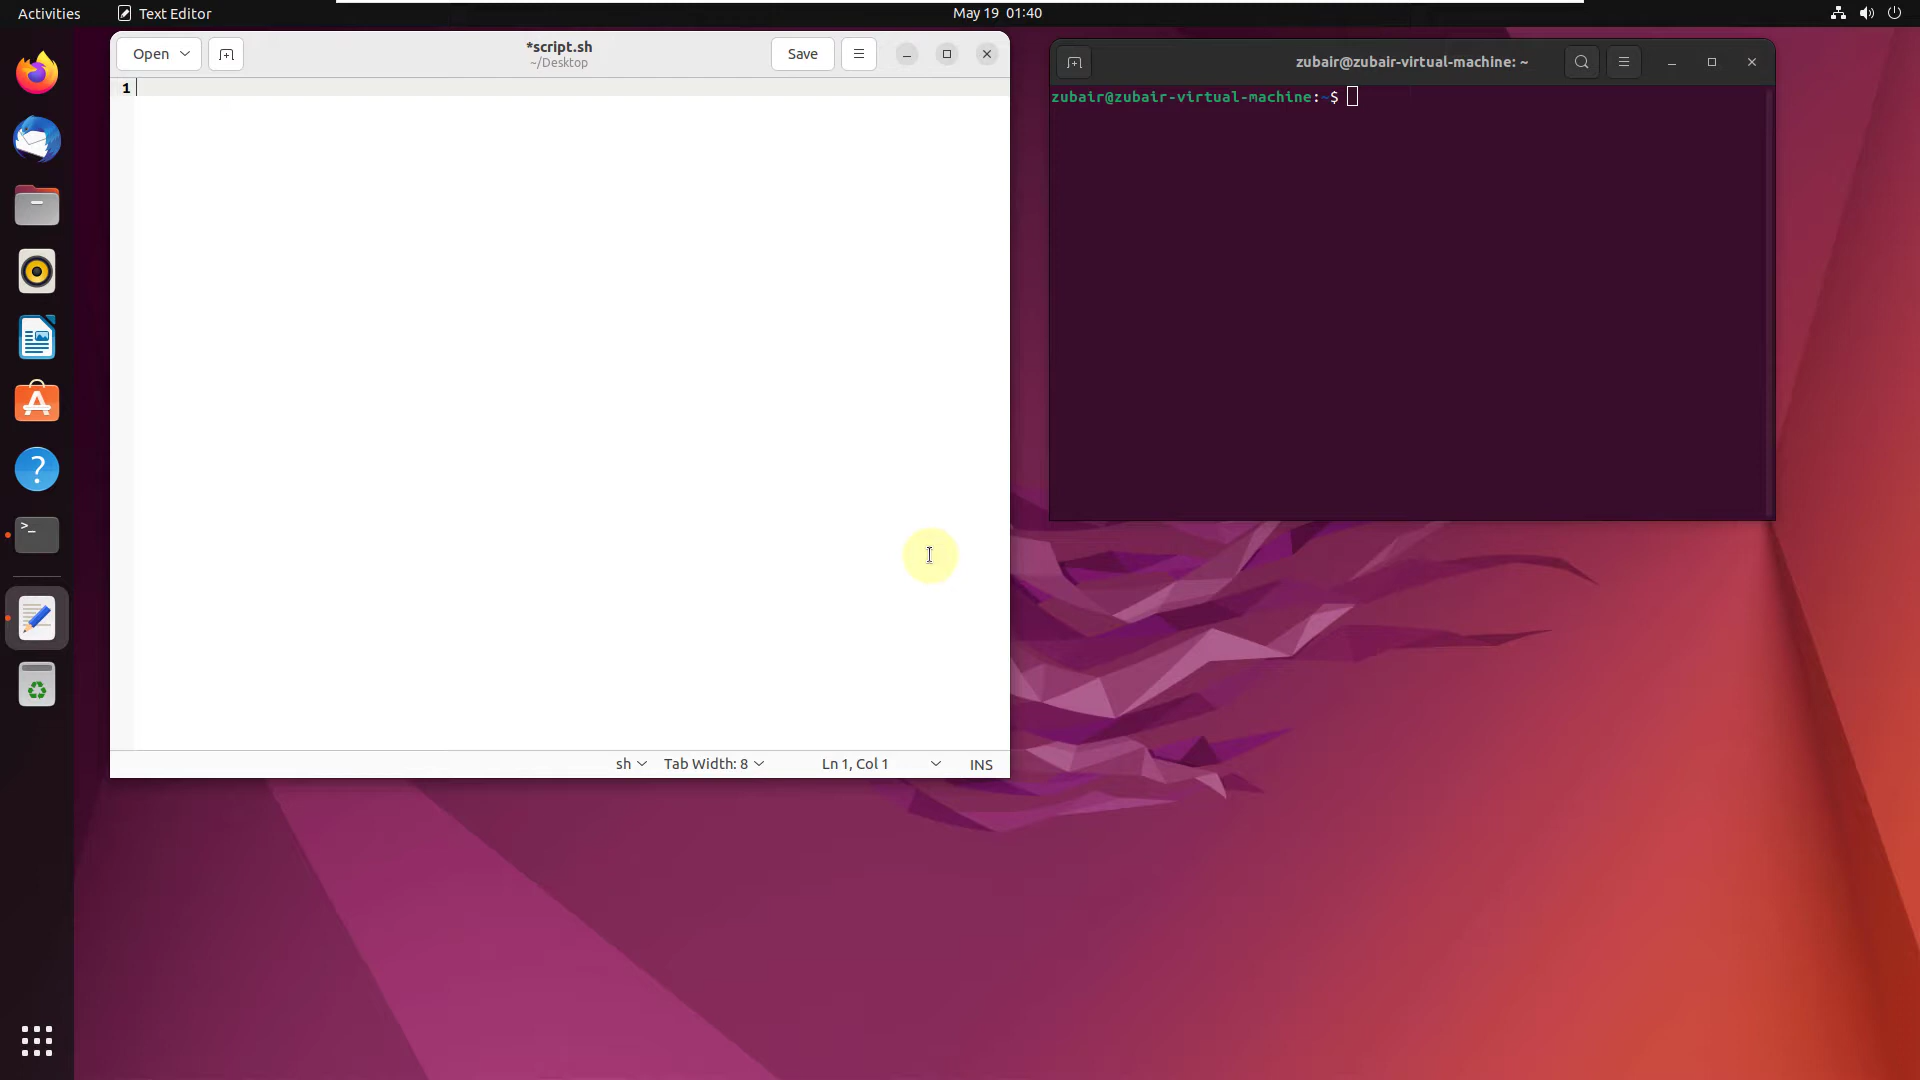 Activities
Text Editor
May 19 01:40
Open
*script.sh
~/Desktop
Save
1
sh
Tab Width: 8
Ln 1, Col 1
INS
zubair@zubair-virtual-machine: ~
zubair@zubair-virtual-machine:~$